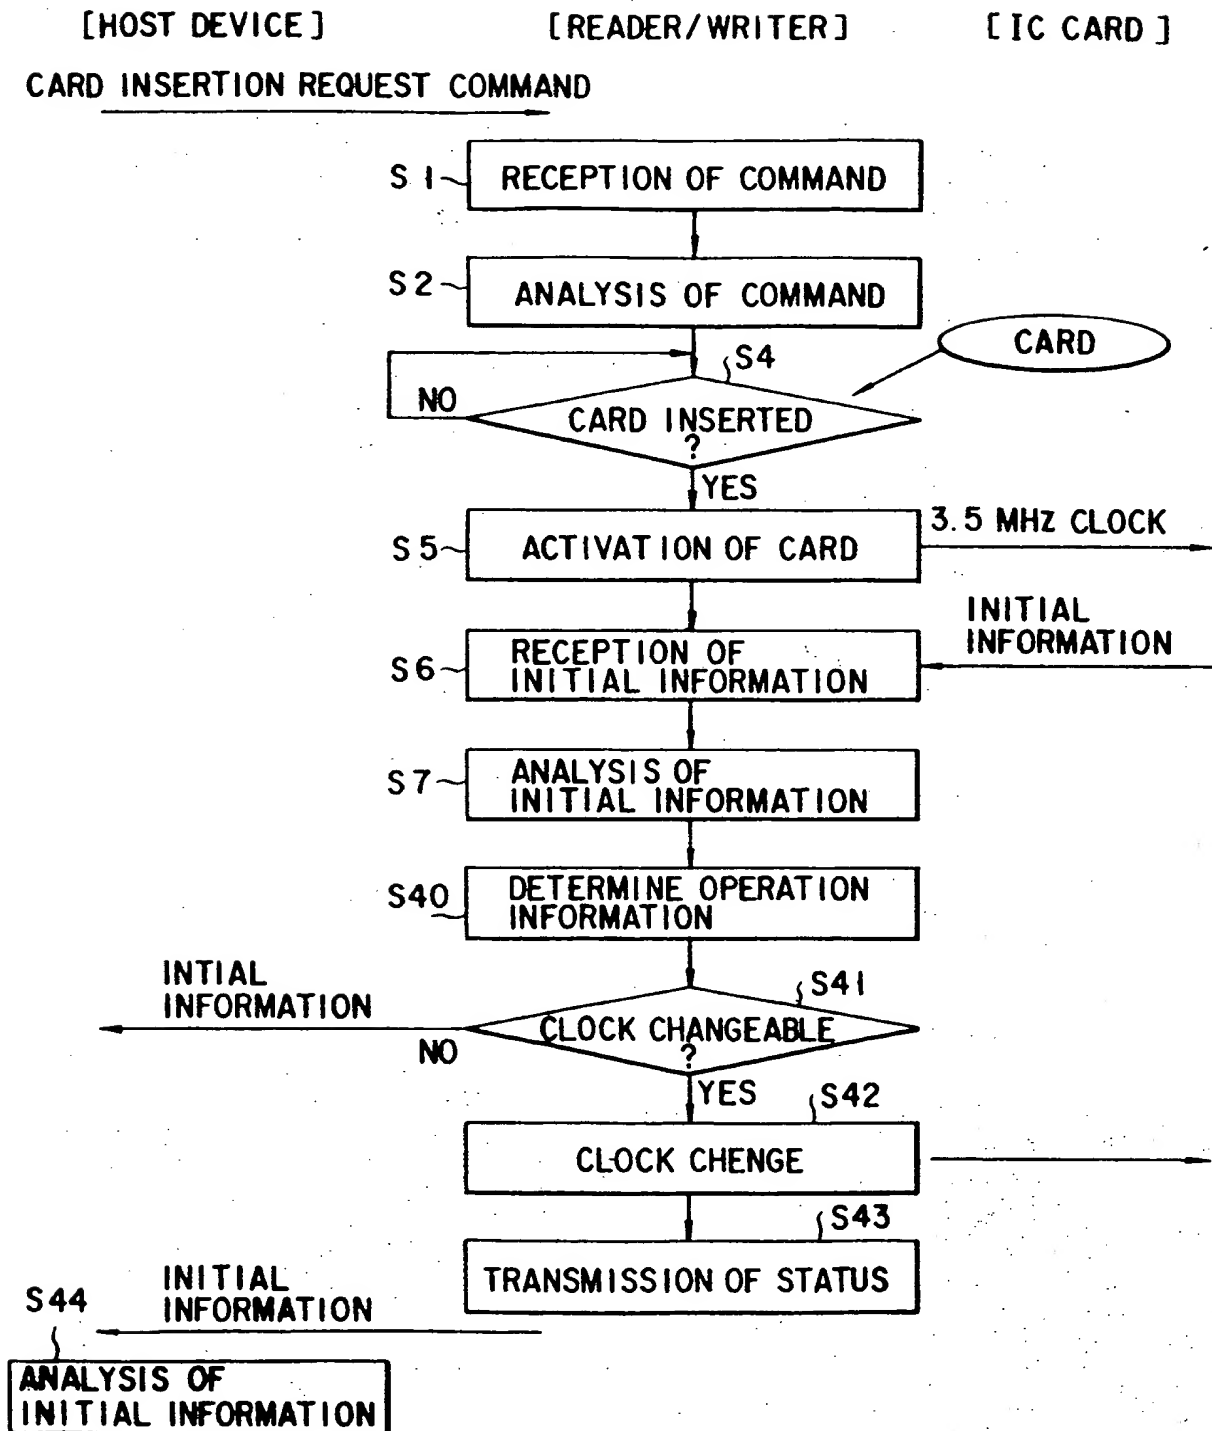 [HOST DEVICE] [READER/WRITER] [IC CARD]
CARD INSERTION REQUEST COMMAND
S1 RECEPTION OF COMMAND
S2 ANALYSIS OF COMMAND
CARD
S4
NO CARD INSERTED
?
YES
3.5 MHz CLOCK
S5 ACTIVATION OF CARD
INITIAL
INFORMATION
S6 RECEPTION OF
INITIAL INFORMATION
S7 ANALYSIS OF
INITIAL INFORMATION
S40 DETERMINE OPERATION
INFORMATION
INTIAL
INFORMATION
S41
CLOCK CHANGEABLE
?
NO
YES
S42
CLOCK CHENGE
S43
TRANSMISSION OF STATUS
INITIAL
INFORMATION
S44
ANALYSIS OF
INITIAL INFORMATION